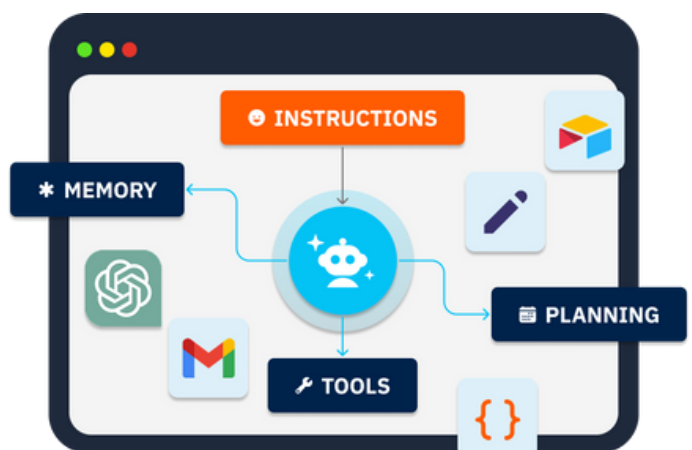 INSTRUCTIONS
MEMORY
PLANNING
TOOLS
{ }